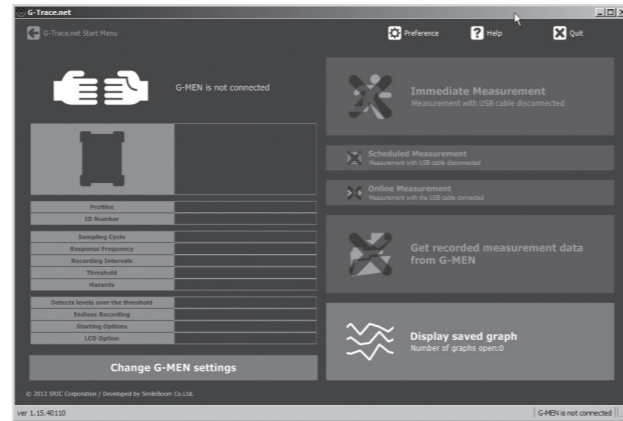 G-Trace.net
G-Trace.net Start Menu
Preference
Help
Quit
G-MEN is not connected
Immediate Measurement
Measurement with USB cable disconnected
Scheduled Measurement
Measurement with USB cable disconnected
Online Measurement
Measurement with the USB cable connected
Profiles
ID Number
Sampling Cycle
Response Frequency
Recording Intervals
Threshold
Hazards
Get recorded measurement data
from G-MEN
Detects levels over the threshold
Endless Recording
Starting Options
LCD Option
Display saved graph
Number of graphs open:0
Change G-MEN settings
© 2012 SRIC Corporation / Developed by SmileBoom Co.Ltd.
ver 1.15.40110
G-MEN is not connected